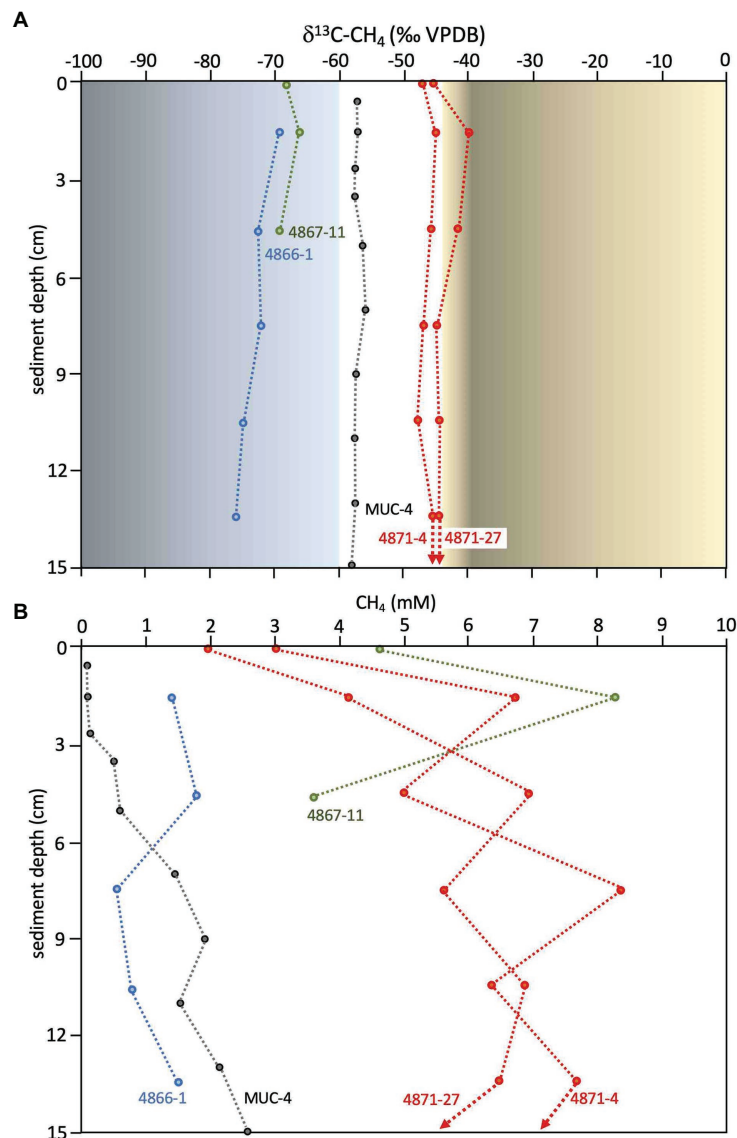 A
δ¹³C-CH₄ (‰ VPDB)
-100 -90 -80 -70 -60 -50 -40 -30 -20 -10 0
0
3
6
9
12
15
sediment depth (cm)
4867-11
4866-1
MUC-4
4871-4 4871-27
B
CH₄ (mM)
0 1 2 3 4 5 6 7 8 9 10
0
3
6
9
12
15
sediment depth (cm)
4867-11
4866-1 MUC-4 4871-27 4871-4